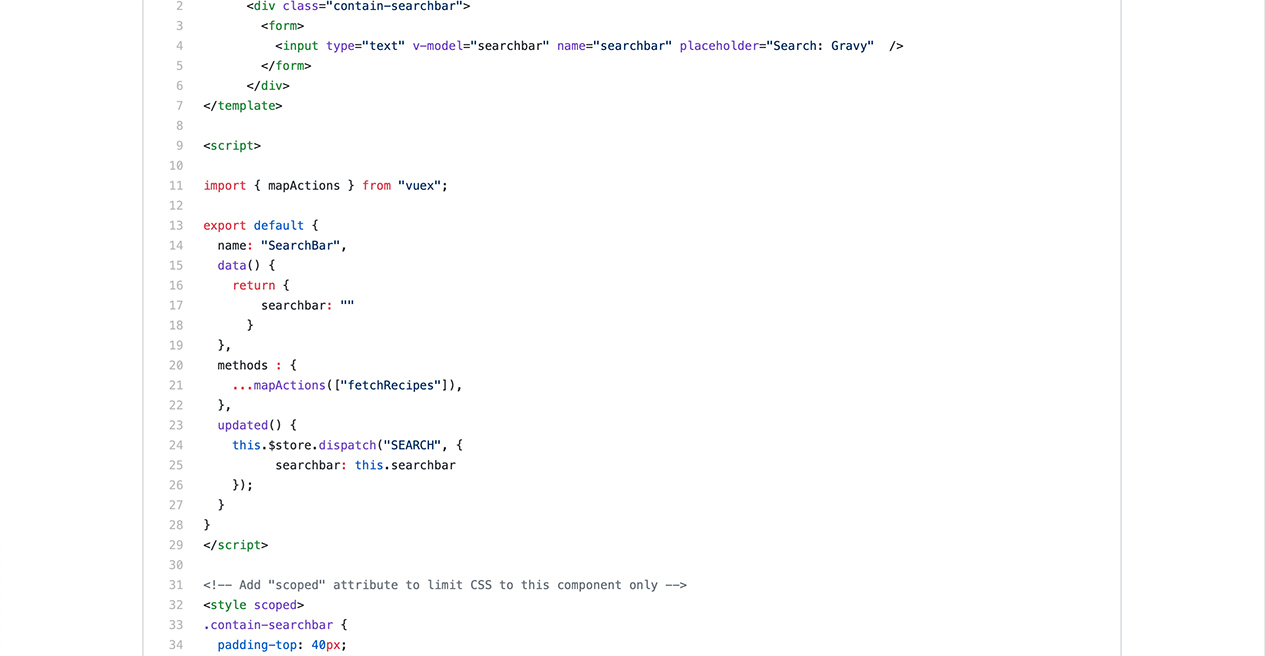 2 <div class="contain-searchbar">
3 <form>
4 <input type="text" v-model="searchbar" name="searchbar" placeholder="Search: Gravy"  />
5 </form>
6 </div>
7 </template>
8
9 <script>
10
11 import { mapActions } from "vuex";
12
13 export default {
14 name: "SearchBar",
15 data() {
16 return {
17 searchbar: ""
18 }
19 },
20 methods : {
21 ...mapActions(["fetchRecipes"]),
22 },
23 updated() {
24 this.$store.dispatch("SEARCH", {
25 searchbar: this.searchbar
26 });
27 }
28 }
29 </script>
30
31 <!-- Add "scoped" attribute to limit CSS to this component only -->
32 <style scoped>
33 .contain-searchbar {
34 padding-top: 40px;